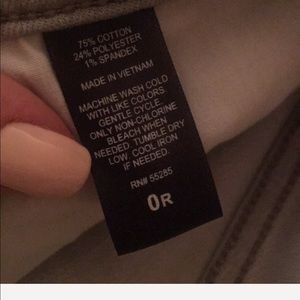 75% COTTON
24% POLYESTER
1% SPANDEX
MADE IN VIETNAM
MACHINE WASH COLD
WITH LIKE COLORS
GENTLE CYCLE.
ONLY NON-CHLORINE
BLEACH WHEN
NEEDED. TUMBLE DRY
LOW. COOL IRON
IF NEEDED.
RN# 55285
0R